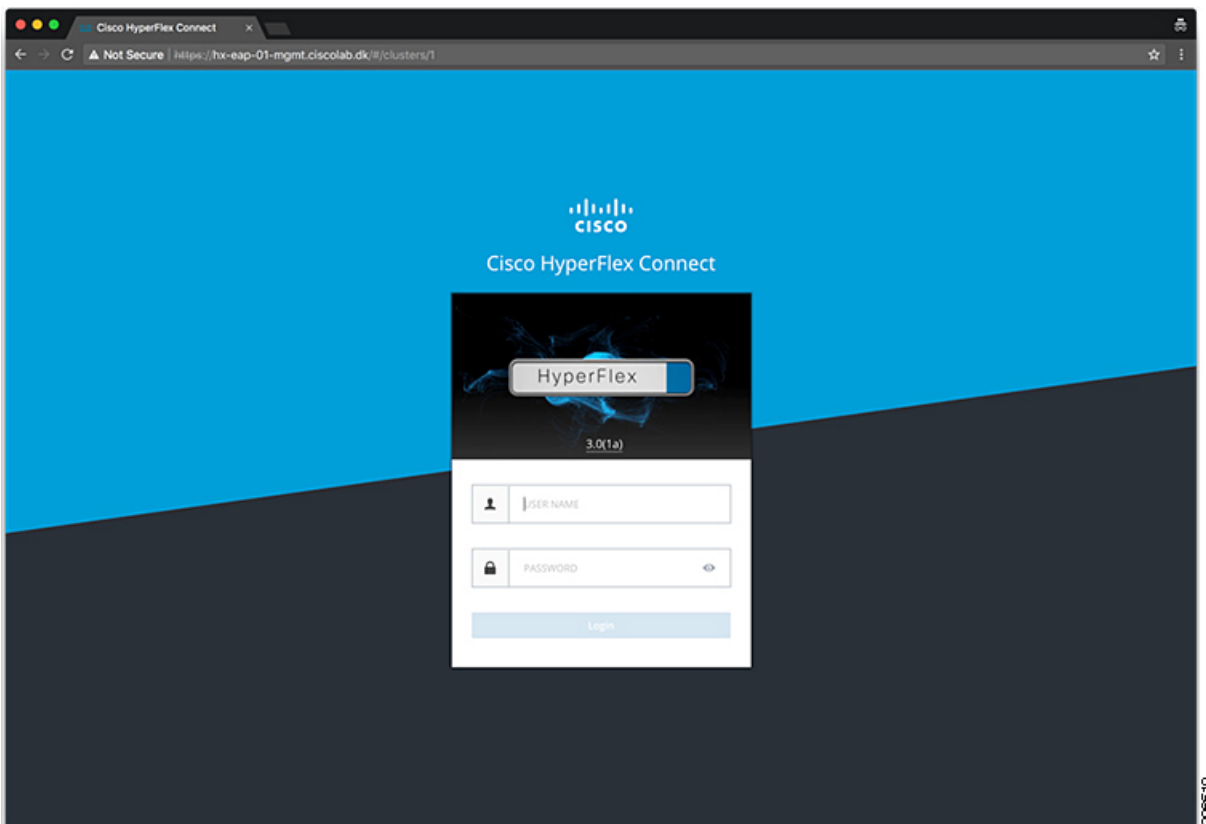 Cisco HyperFlex Connect
Not Secure | https://hx-eap-01-mgmt.ciscolab.dk/#/clusters/1
CISCO
Cisco HyperFlex Connect
HyperFlex
3.0(1a)
USER NAME
PASSWORD
Login